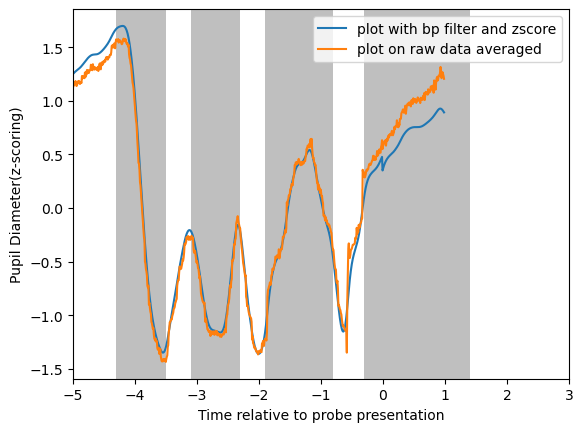 plot with bp filter and zscore
plot on raw data averaged
Pupil Diameter(z-scoring)
1.5
1.0
0.5
0.0
−0.5
−1.0
−1.5
−5 −4 −3 −2 −1 0 1 2 3
Time relative to probe presentation